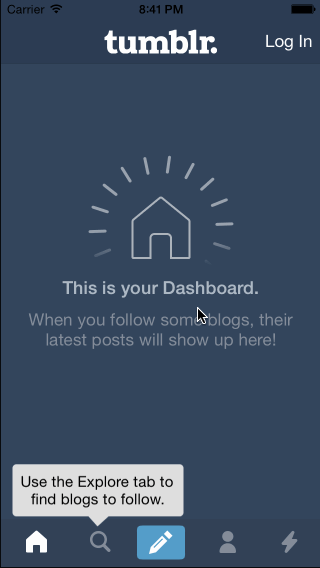 Carrier 8:41 PM
tumblr. Log In
This is your Dashboard.
When you follow some blogs, their
latest posts will show up here!
Use the Explore tab to
find blogs to follow.